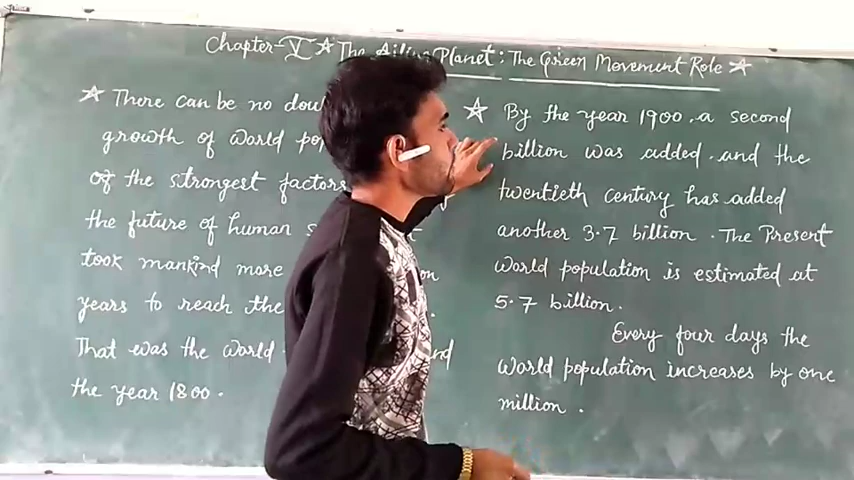 Chapter-V ☆ The Ailing Planet: The Green Movement Role ☆
☆ There can be no dou
growth of world po
of the strongest factors
the future of human s
took mankind more on
years to reach the
That was the world nd
the year 1800.
☆ By the year 1900, a second
billion was added, and the
twentieth century has added
another 3.7 billion. The Present
world population is estimated at
5.7 billion.
Every four days the
world population increases by one
million.